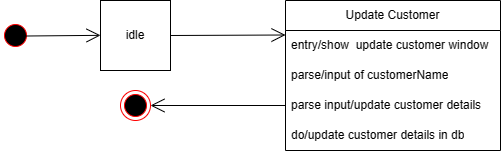 idle
Update Customer
entry/show update customer window
parse/input of customerName
parse input/update customer details
do/update customer details in db